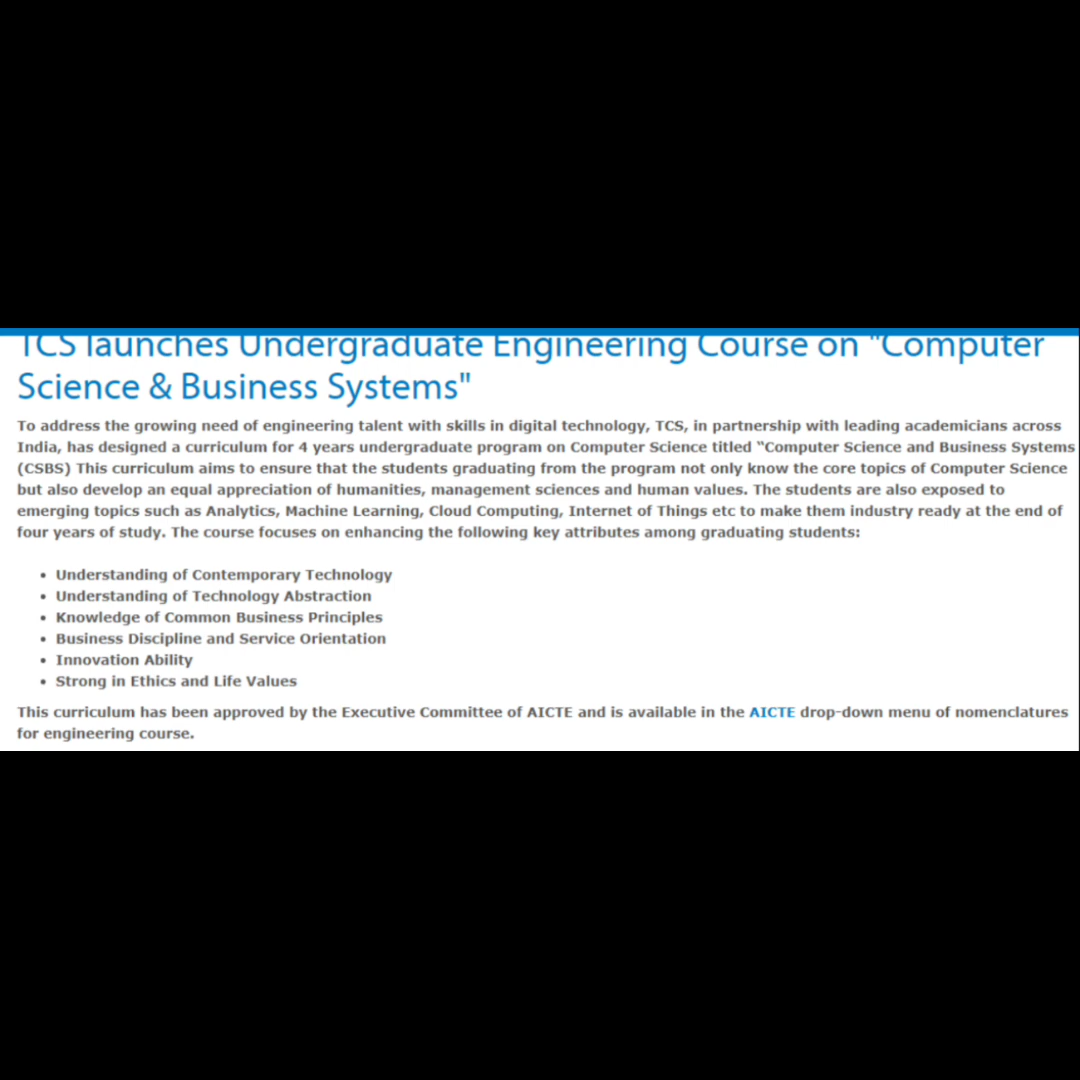 TCS launches Undergraduate Engineering Course on "Computer
Science & Business Systems"
To address the growing need of engineering talent with skills in digital technology, TCS, in partnership with leading academicians across
India, has designed a curriculum for 4 years undergraduate program on Computer Science titled “Computer Science and Business Systems
(CSBS) This curriculum aims to ensure that the students graduating from the program not only know the core topics of Computer Science
but also develop an equal appreciation of humanities, management sciences and human values. The students are also exposed to
emerging topics such as Analytics, Machine Learning, Cloud Computing, Internet of Things etc to make them industry ready at the end of
four years of study. The course focuses on enhancing the following key attributes among graduating students:
• Understanding of Contemporary Technology
• Understanding of Technology Abstraction
• Knowledge of Common Business Principles
• Business Discipline and Service Orientation
• Innovation Ability
• Strong in Ethics and Life Values
This curriculum has been approved by the Executive Committee of AICTE and is available in the AICTE drop-down menu of nomenclatures
for engineering course.